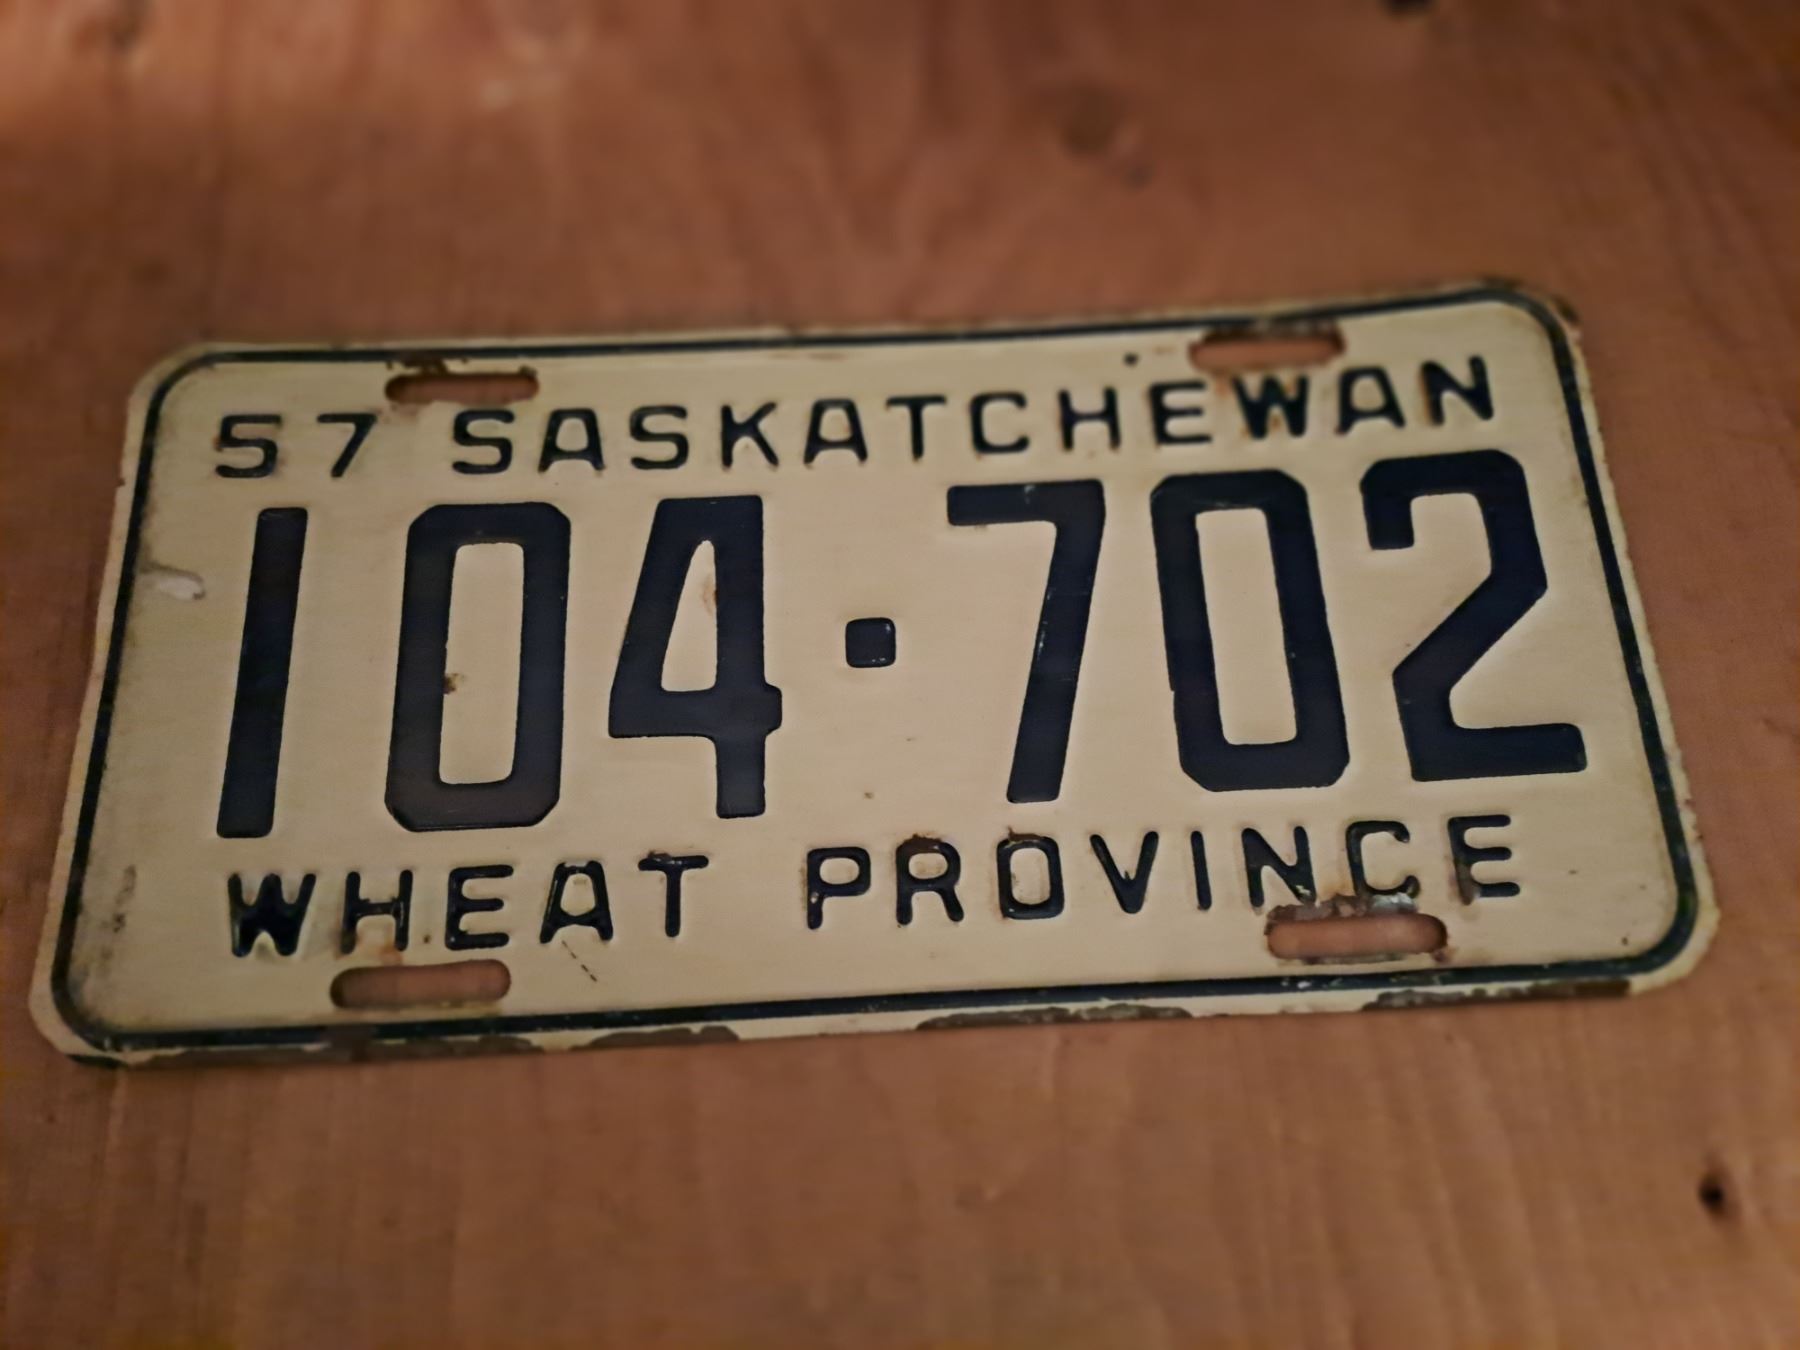 57 SASKATCHEWAN
104·702
WHEAT PROVINCE